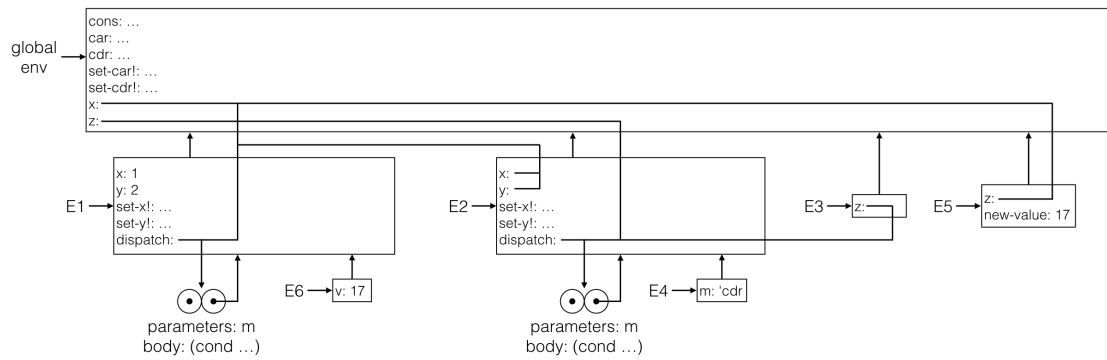 global
env
cons: …
car: …
cdr: …
set-car!: …
set-cdr!: …
x:
z:
E1
x: 1
y: 2
set-x!: …
set-y!: …
dispatch:
E6
v: 17
parameters: m
body: (cond …)
E2
x:
y:
set-x!: …
set-y!: …
dispatch:
E4
m: 'cdr
parameters: m
body: (cond …)
E3
z:
E5
z:
new-value: 17